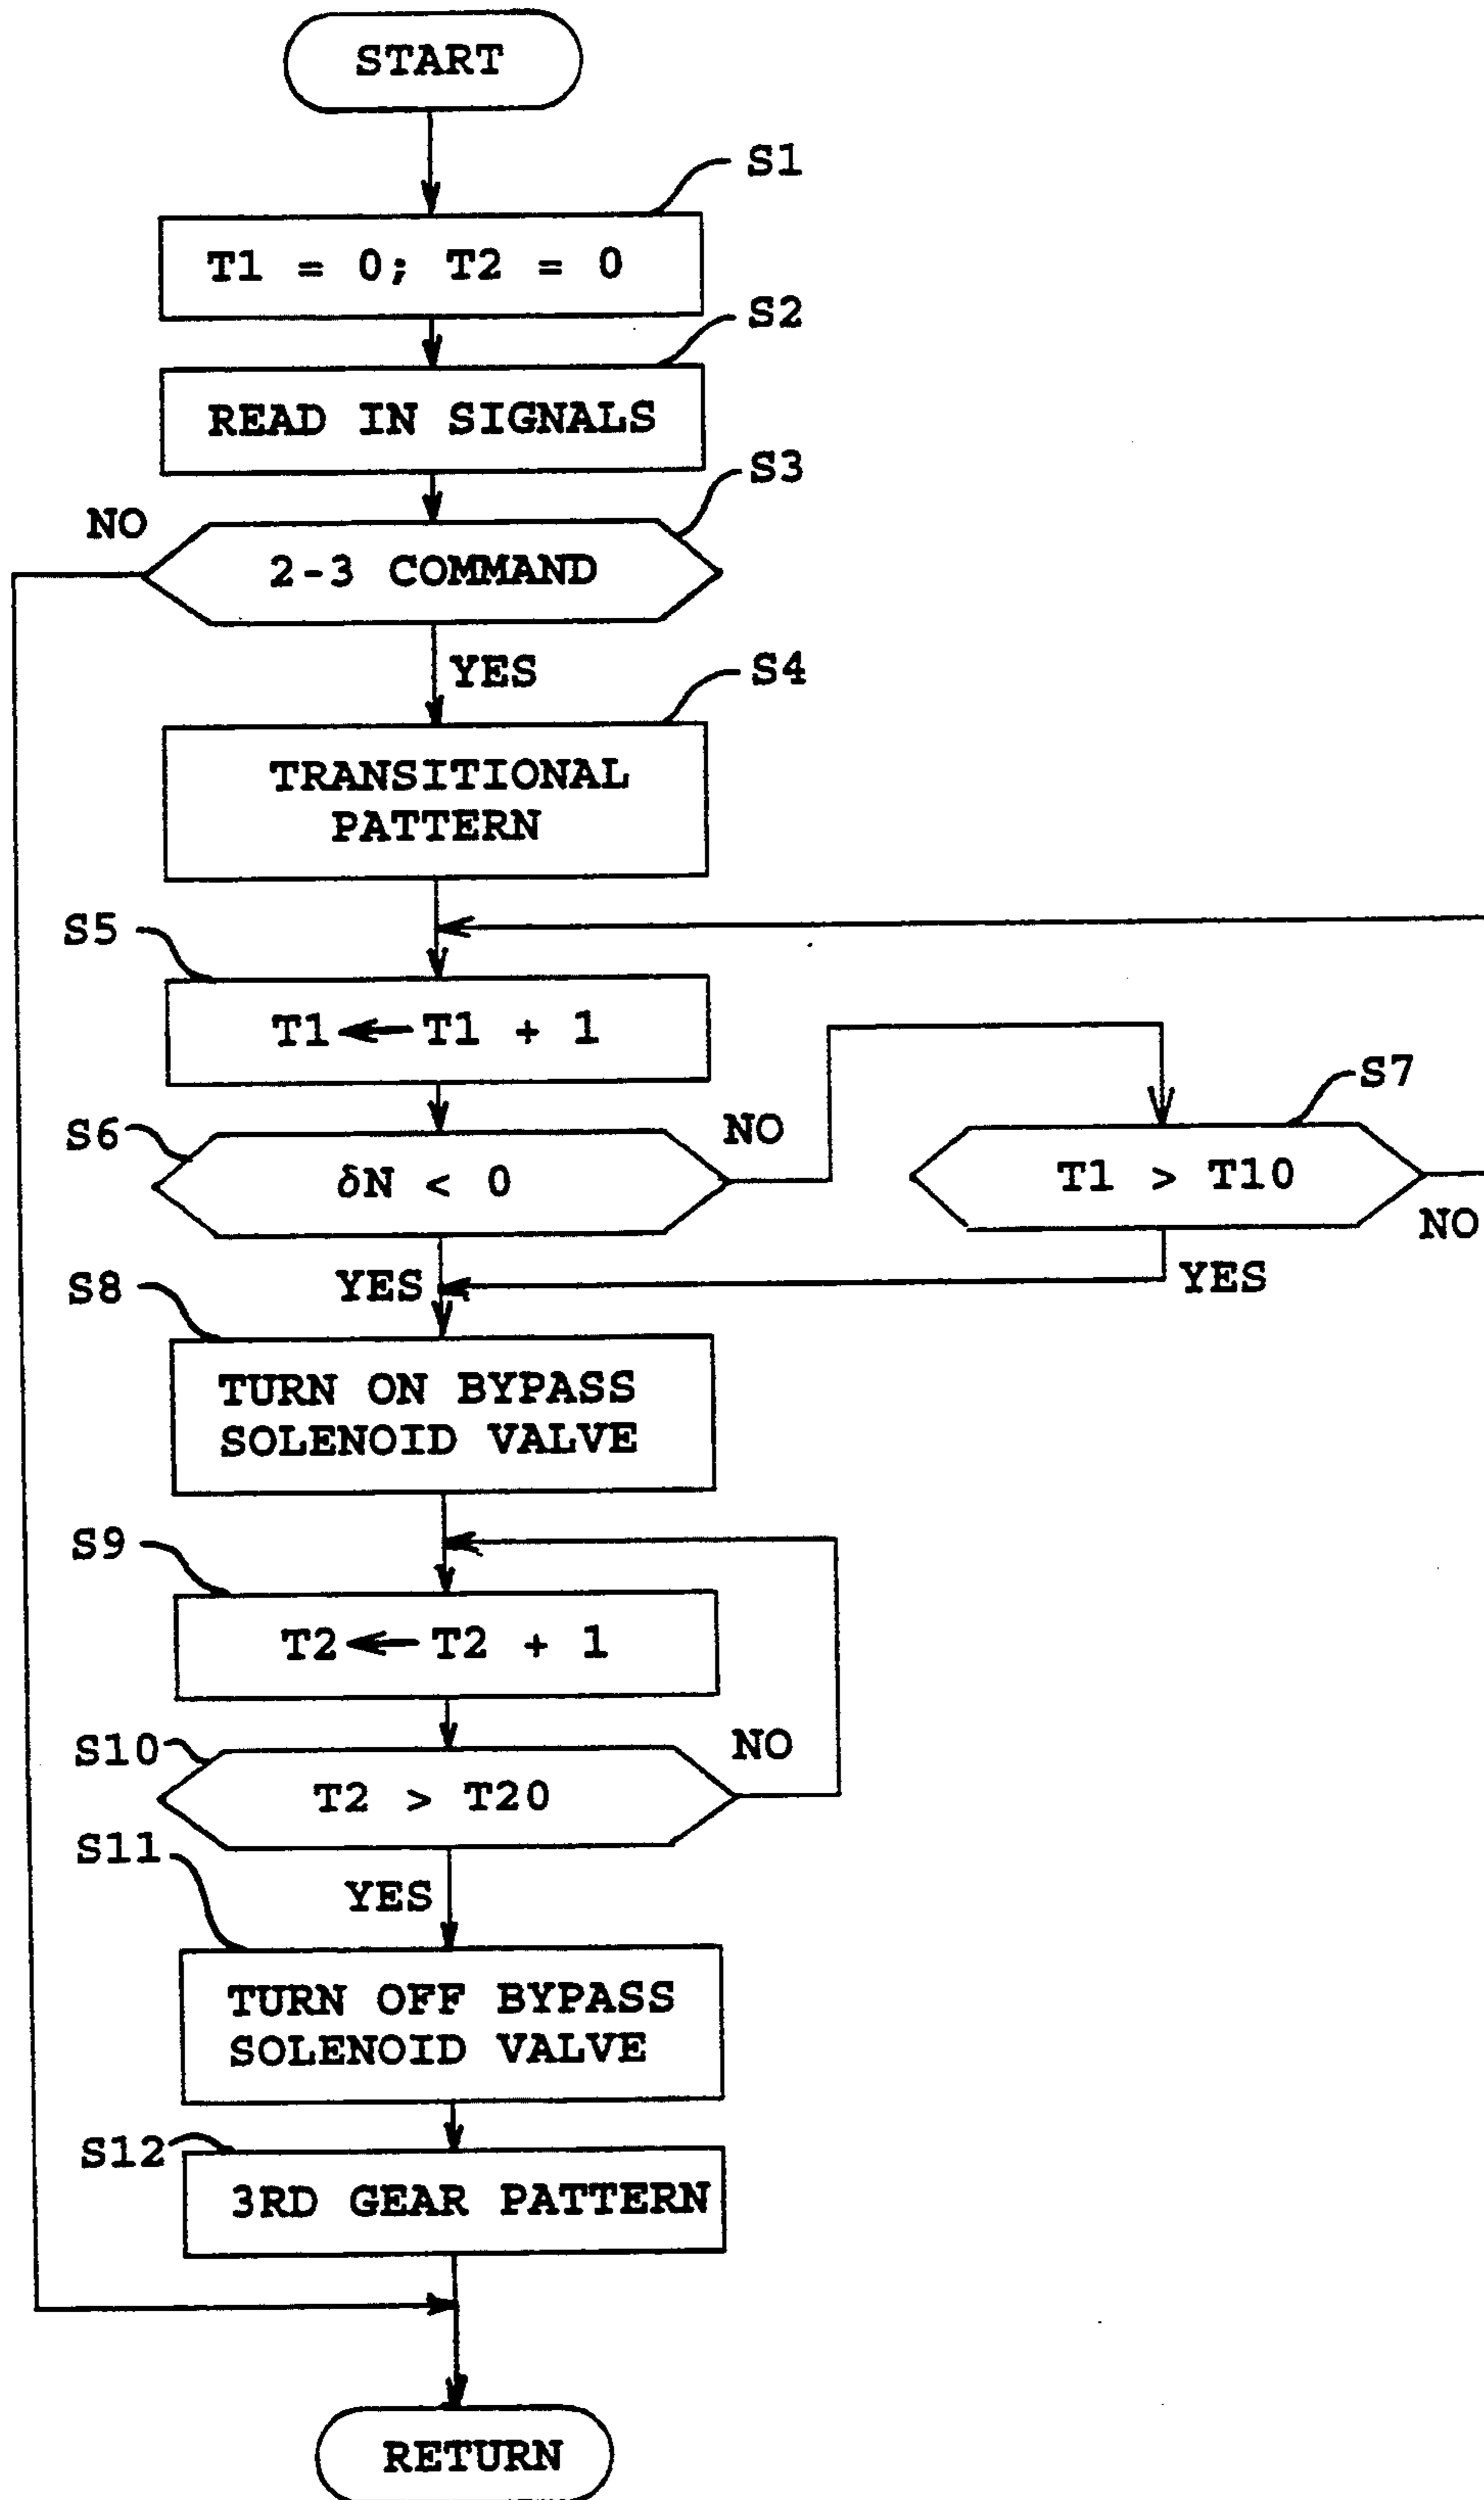 START
S1
T1 = 0; T2 = 0
S2
READ IN SIGNALS
S3
NO
2-3 COMMAND
YES
S4
TRANSITIONAL
PATTERN
S5
T1 ← T1 + 1
S6
NO
S7
δN < 0
T1 > T10
NO
S8
YES
YES
TURN ON BYPASS
SOLENOID VALVE
S9
T2 ← T2 + 1
S10
NO
T2 > T20
S11
YES
TURN OFF BYPASS
SOLENOID VALVE
S12
3RD GEAR PATTERN
RETURN